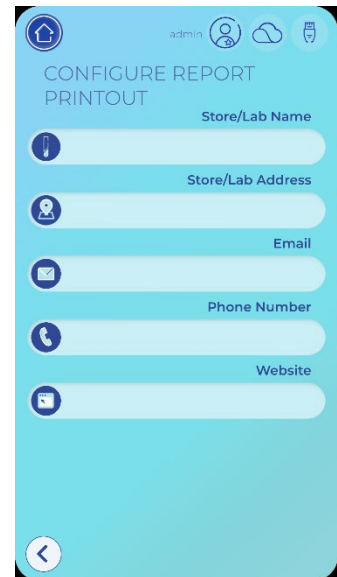 admin
CONFIGURE REPORT
PRINTOUT
Store/Lab Name
Store/Lab Address
Email
Phone Number
Website